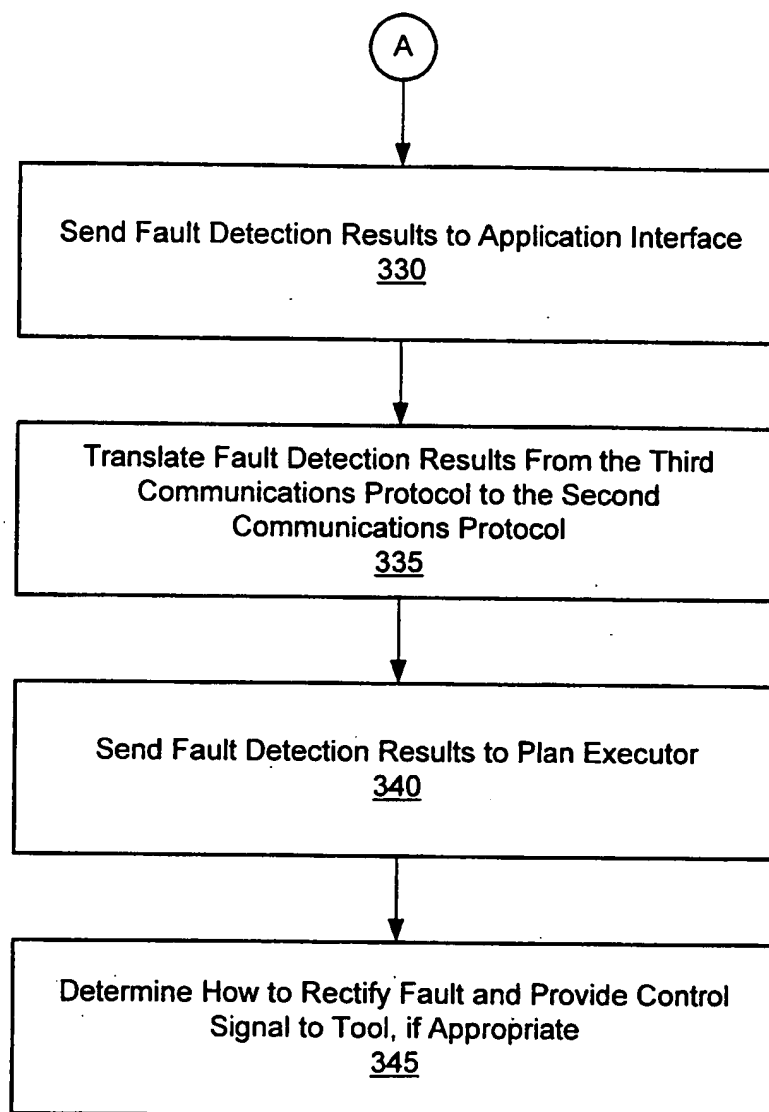 A
Send Fault Detection Results to Application Interface
330
Translate Fault Detection Results From the Third
Communications Protocol to the Second
Communications Protocol
335
Send Fault Detection Results to Plan Executor
340
Determine How to Rectify Fault and Provide Control
Signal to Tool, if Appropriate
345